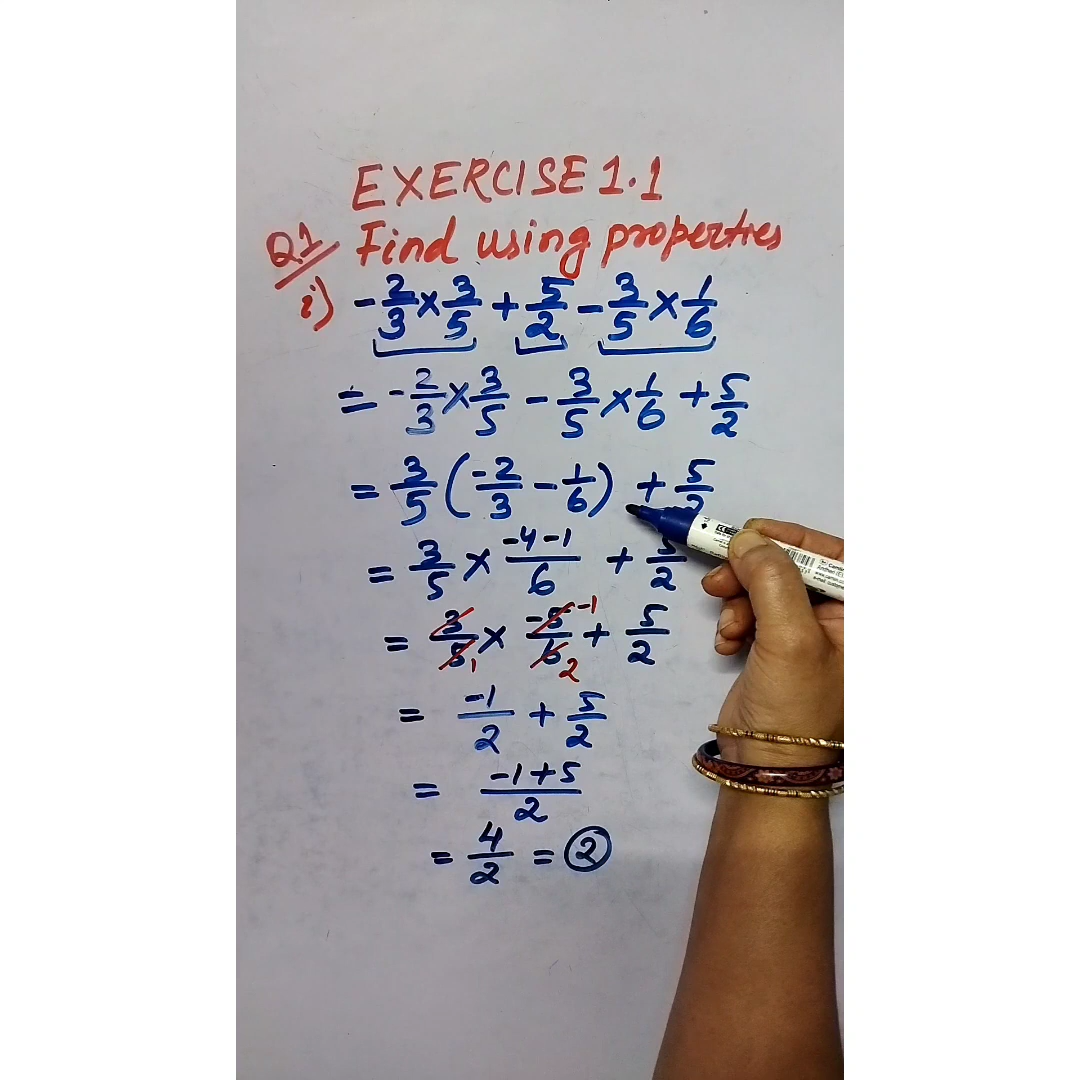 EXERCISE 1.1
Q1 Find using properties
i) -2/3 × 3/5 + 5/2 - 3/5 × 1/6
= -2/3 × 3/5 - 3/5 × 1/6 + 5/2
= 3/5 (-2/3 - 1/6) + 5/2
= 3/5 × -4-1/6 + 5/2
= 3/5 1 × -5/6 -1 2 + 5/2
= -1/2 + 5/2
= -1+5/2
= 4/2 = 2